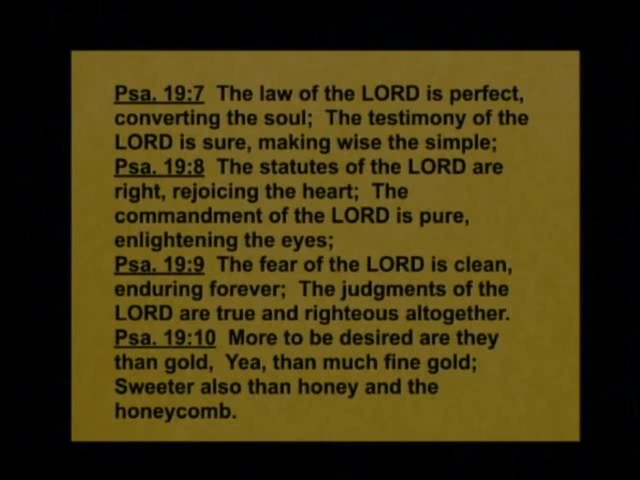 Psa. 19:7  The law of the LORD is perfect,
converting the soul;  The testimony of the
LORD is sure, making wise the simple;
Psa. 19:8  The statutes of the LORD are
right, rejoicing the heart;  The
commandment of the LORD is pure,
enlightening the eyes;
Psa. 19:9  The fear of the LORD is clean,
enduring forever;  The judgments of the
LORD are true and righteous altogether.
Psa. 19:10  More to be desired are they
than gold,  Yea, than much fine gold;
Sweeter also than honey and the
honeycomb.